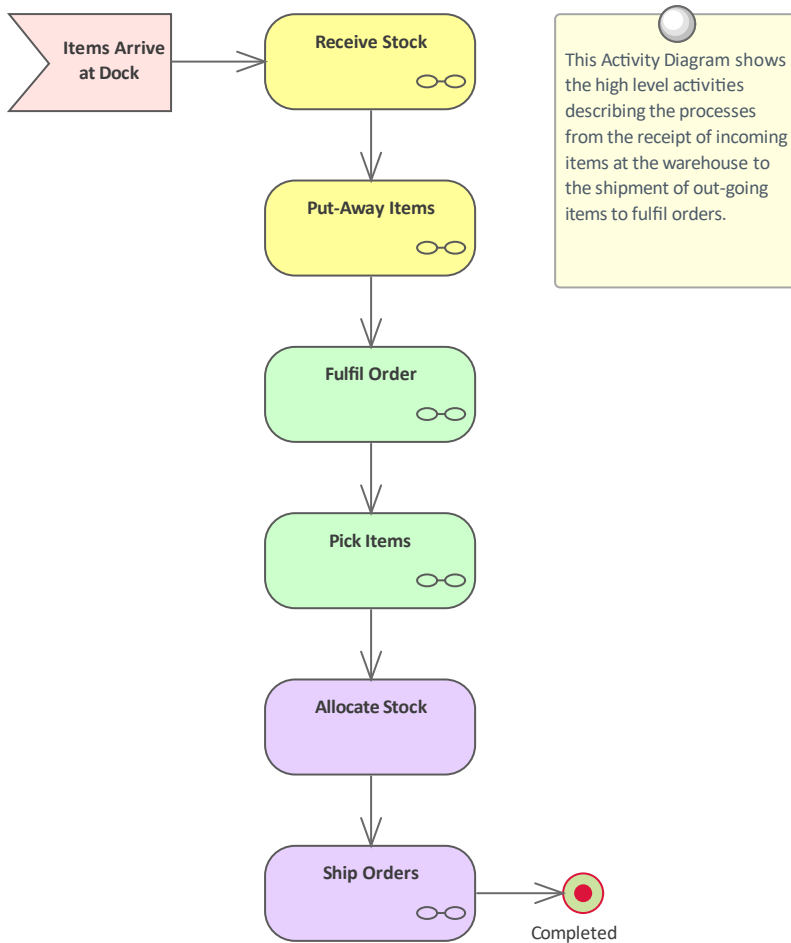 Items Arrive
at Dock
Receive Stock
This Activity Diagram shows
the high level activities
describing the processes
from the receipt of incoming
items at the warehouse to
the shipment of out-going
items to fulfil orders.
Put-Away Items
Fulfil Order
Pick Items
Allocate Stock
Ship Orders
Completed